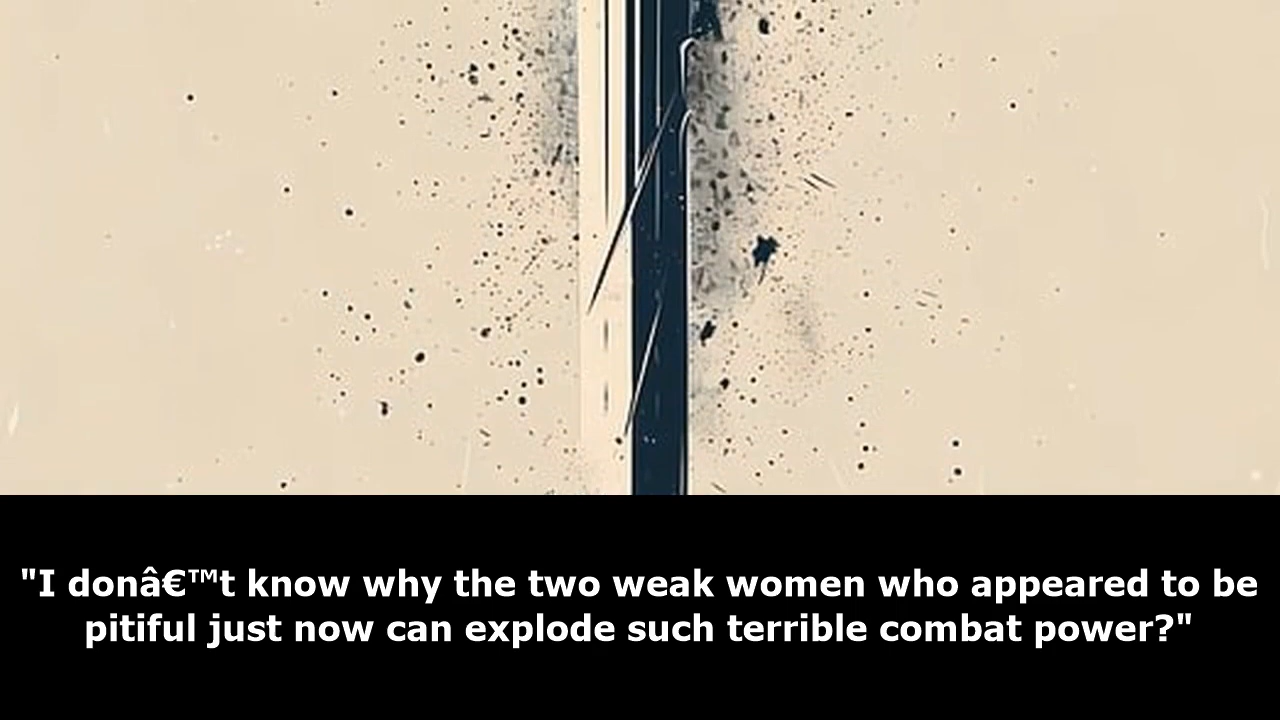 "I donâ€™t know why the two weak women who appeared to be
pitiful just now can explode such terrible combat power?"